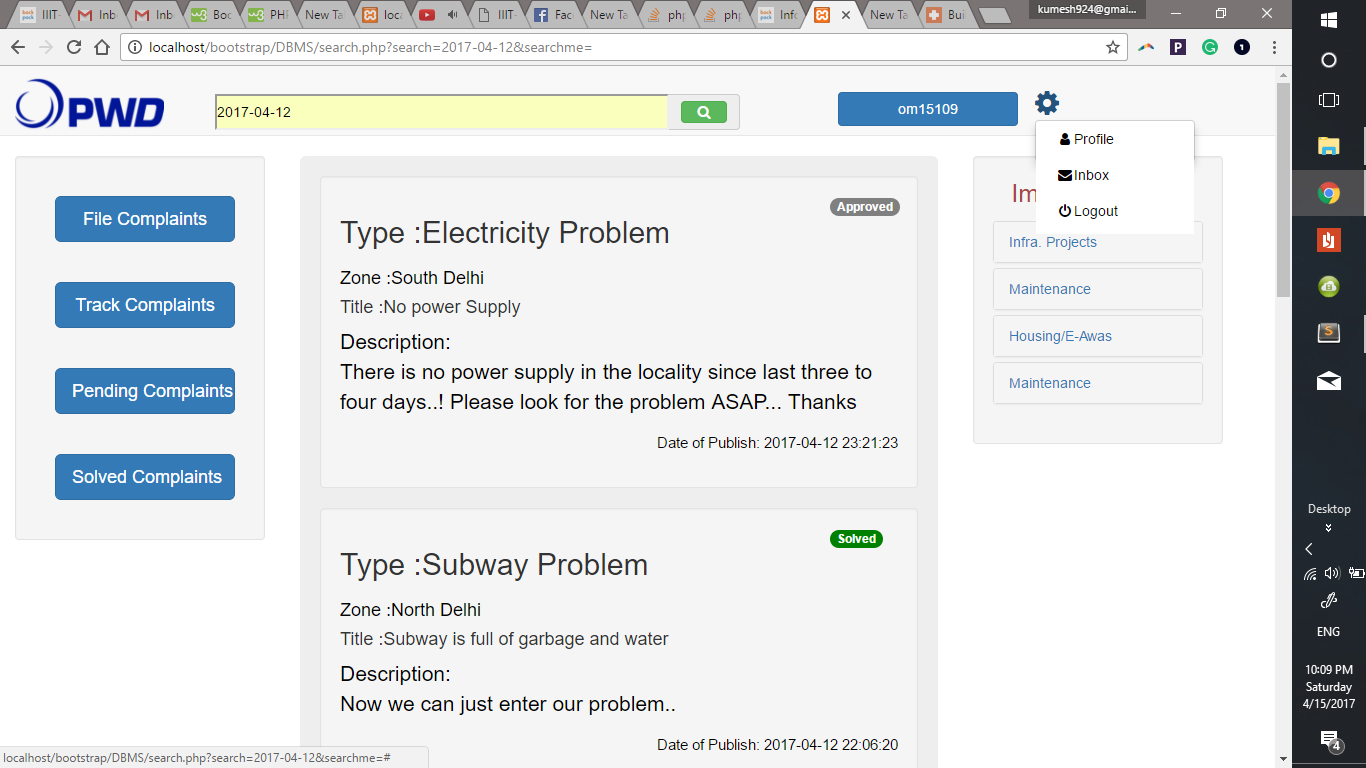 IIIT-
Inb
Inb
Boc
PHP
New Ta
loca
IIIT-
Fac
New Ta
php
php
Info
New Ta
Bui
kumesh924@gmai...
localhost/bootstrap/DBMS/search.php?search=2017-04-12&searchme=
PWD
2017-04-12
om15109
Profile
Inbox
Logout
File Complaints
Track Complaints
Pending Complaints
Solved Complaints
Approved
Type :Electricity Problem
Zone :South Delhi
Title :No power Supply
Description:
There is no power supply in the locality since last three to
four days..! Please look for the problem ASAP... Thanks
Date of Publish: 2017-04-12 23:21:23
Solved
Type :Subway Problem
Zone :North Delhi
Title :Subway is full of garbage and water
Description:
Now we can just enter our problem..
Date of Publish: 2017-04-12 22:06:20
Im
Infra. Projects
Maintenance
Housing/E-Awas
Maintenance
localhost/bootstrap/DBMS/search.php?search=2017-04-12&searchme=#
Desktop
ENG
10:09 PM
Saturday
4/15/2017
4